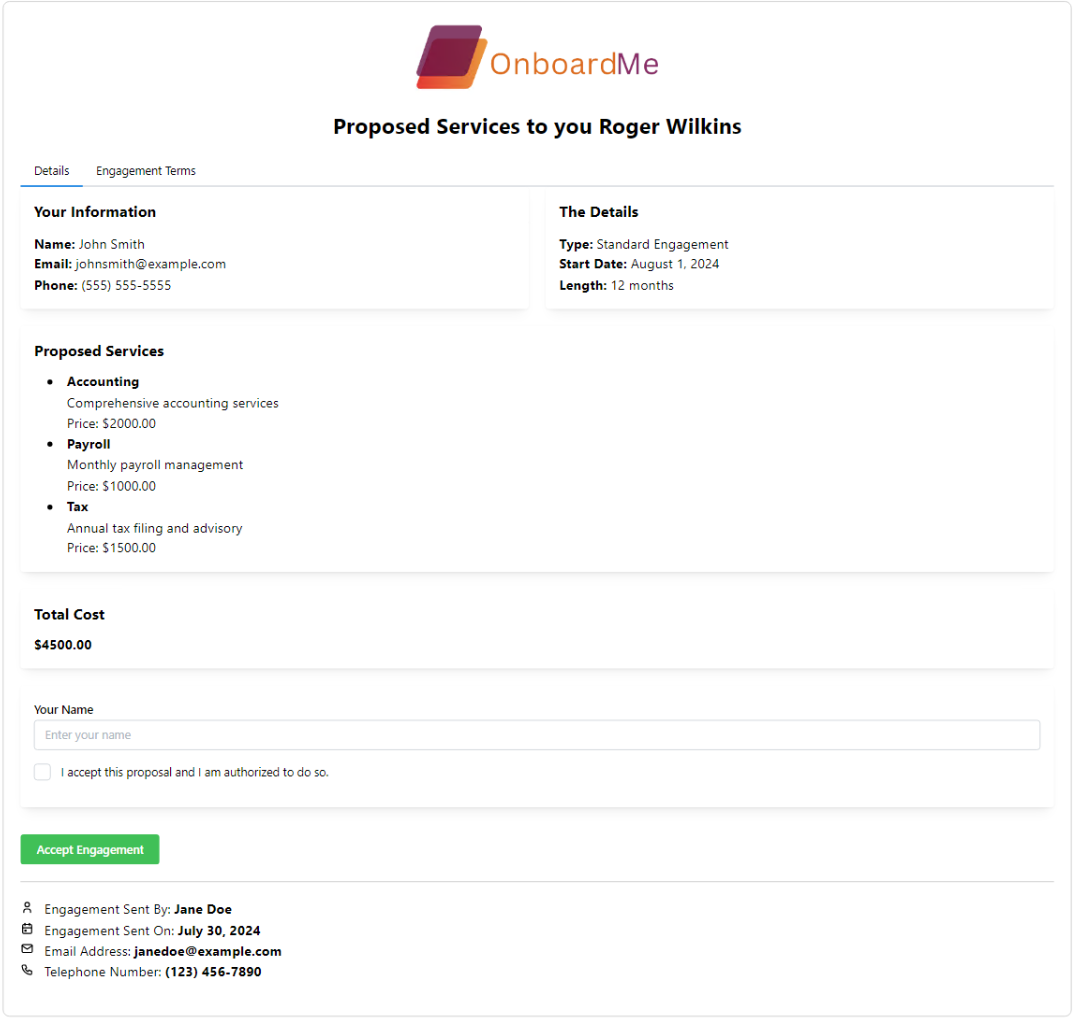 OnboardMe
Proposed Services to you Roger Wilkins
Details Engagement Terms
Your Information
Name: John Smith
Email: johnsmith@example.com
Phone: (555) 555-5555
The Details
Type: Standard Engagement
Start Date: August 1, 2024
Length: 12 months
Proposed Services
• Accounting
Comprehensive accounting services
Price: $2000.00
• Payroll
Monthly payroll management
Price: $1000.00
• Tax
Annual tax filing and advisory
Price: $1500.00
Total Cost
$4500.00
Your Name
Enter your name
I accept this proposal and I am authorized to do so.
Accept Engagement
Engagement Sent By: Jane Doe
Engagement Sent On: July 30, 2024
Email Address: janedoe@example.com
Telephone Number: (123) 456-7890